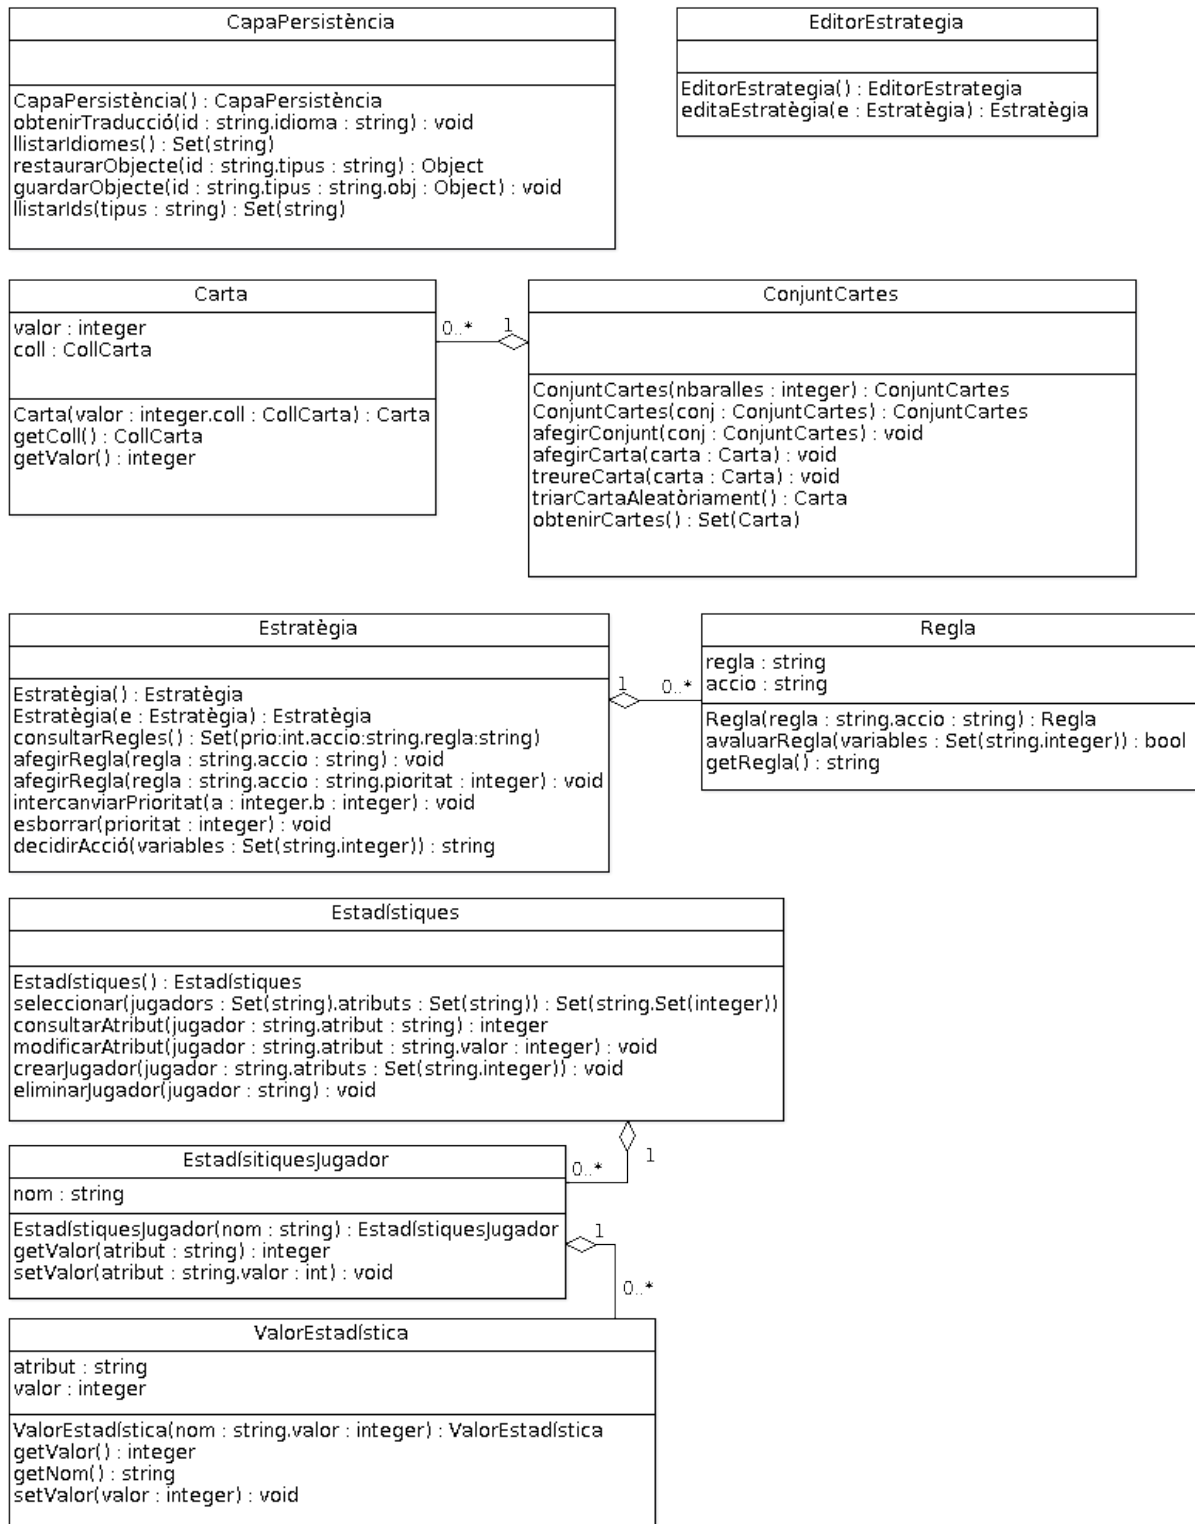 CapaPersistència
CapaPersistència() : CapaPersistència
obtenirTraducció(id : string.idioma : string) : void
llistarIdiomes() : Set(string)
restaurarObjecte(id : string.tipus : string) : Object
guardarObjecte(id : string.tipus : string.obj : Object) : void
llistarIds(tipus : string) : Set(string)
EditorEstrategia
EditorEstrategia() : EditorEstrategia
editaEstratègia(e : Estratègia) : Estratègia
Carta
valor : integer
coll : CollCarta
Carta(valor : integer.coll : CollCarta) : Carta
getColl() : CollCarta
getValor() : integer
0..*
1
ConjuntCartes
ConjuntCartes(nbaralles : integer) : ConjuntCartes
ConjuntCartes(conj : ConjuntCartes) : ConjuntCartes
afegirConjunt(conj : ConjuntCartes) : void
afegirCarta(carta : Carta) : void
treureCarta(carta : Carta) : void
triarCartaAleatòriament() : Carta
obtenirCartes() : Set(Carta)
Estratègia
Estratègia() : Estratègia
Estratègia(e : Estratègia) : Estratègia
consultarRegles() : Set(prio:int.accio:string.regla:string)
afegirRegla(regla : string.accio : string) : void
afegirRegla(regla : string.accio : string.pioritat : integer) : void
intercanviarPrioritat(a : integer.b : integer) : void
esborrar(prioritat : integer) : void
decidirAcció(variables : Set(string.integer)) : string
1
0..*
Regla
regla : string
accio : string
Regla(regla : string.accio : string) : Regla
avaluarRegla(variables : Set(string.integer)) : bool
getRegla() : string
Estadístiques
Estadístiques() : Estadístiques
seleccionar(jugadors : Set(string).atributs : Set(string)) : Set(string.Set(integer))
consultarAtribut(jugador : string.atribut : string) : integer
modificarAtribut(jugador : string.atribut : string.valor : integer) : void
crearJugador(jugador : string.atributs : Set(string.integer)) : void
eliminarJugador(jugador : string) : void
1
0..*
EstadísitiquesJugador
nom : string
EstadístiquesJugador(nom : string) : EstadístiquesJugador
getValor(atribut : string) : integer
setValor(atribut : string.valor : int) : void
1
0..*
ValorEstadística
atribut : string
valor : integer
ValorEstadística(nom : string.valor : integer) : ValorEstadística
getValor() : integer
getNom() : string
setValor(valor : integer) : void